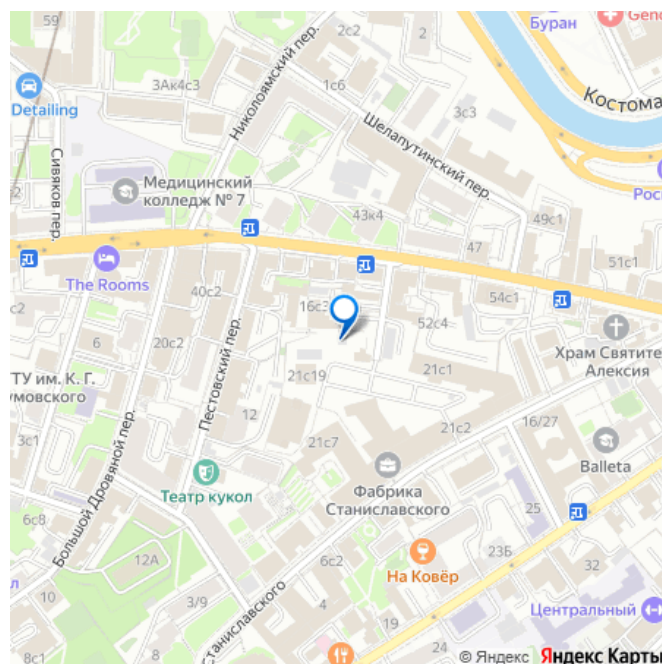 59
2с2
2
Буран
Detailing
3Ак4с3
Николоямский пер.
1с6
Костома
Шелапутинский пер.
3с3
Сивяков пер.
Медицинский
колледж № 7
43к4
49с1
Рос
47
51с1
The Rooms
40с2
16с3
54с1
52с4
с2
6
20с2
Пестовский пер.
Храм Святите
Алексия
ТУ им. К. Г.
умовского
21с19
21с1
12
3с1
21с7
21с2
16/27
Balleta
Большой Дровяной пер.
Театр кукол
Фабрика
Станиславского
25
6с8
12А
6с2
23Б
На Ковёр
32
л
10
3/9
4
19
Центральный
Станиславского
24
© Яндекс Яндекс Карты